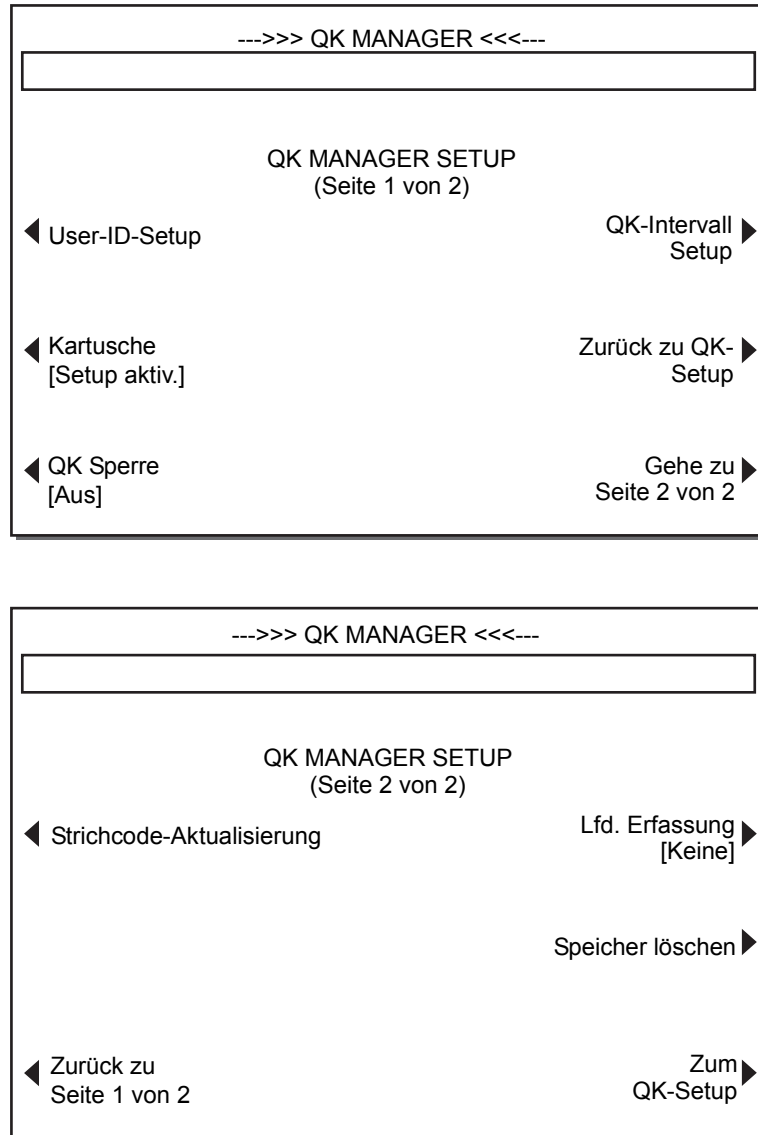 --->>> QK MANAGER <<<---
QK MANAGER SETUP
(Seite 1 von 2)
User-ID-Setup
QK-Intervall
Setup
Kartusche
[Setup aktiv.]
Zurück zu QK-
Setup
QK Sperre
[Aus]
Gehe zu
Seite 2 von 2
--->>> QK MANAGER <<<---
QK MANAGER SETUP
(Seite 2 von 2)
Strichcode-Aktualisierung
Lfd. Erfassung
[Keine]
Speicher löschen
Zurück zu
Seite 1 von 2
Zum
QK-Setup